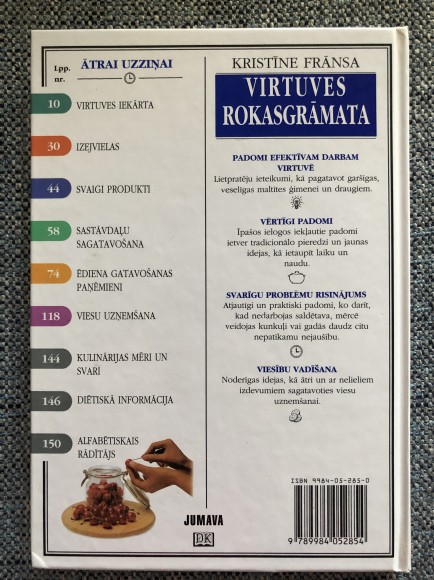 Lpp.
nr.
ĀTRAI UZZIŅAI
10 VIRTUVES IEKĀRTA
30 IZEJVIELAS
44 SVAIGI PRODUKTI
58 SASTĀVDAĻU
SAGATAVOŠANA
74 ĒDIENA GATAVOŠANAS
PAŅĒMIENI
118 VIESU UZŅEMŠANA
144 KULINĀRIJAS MĒRI UN
SVARI
146 DIĒTISKĀ INFORMĀCIJA
150 ALFABĒTISKAIS
RĀDĪTĀJS
KRISTĪNE FRĀNSA
VIRTUVES
ROKASGRĀMATA
PADOMI EFEKTĪVAM DARBAM
VIRTUVĒ
Lietpratēju ieteikumi, kā pagatavot garšīgas,
veselīgas maltītes ģimenei un draugiem.
VĒRTĪGI PADOMI
Īpašos ielogos iekļautie padomi
ietver tradicionālo pieredzi un jaunas
idejas, kā ietaupīt laiku un
naudu.
SVARĪGU PROBLĒMU RISINĀJUMS
Atjautīgi un praktiski padomi, ko darīt,
kad nedarbojas saldētava, mērcē
veidojas kunkuļi vai gadās daudz citu
nepatīkamu nejaušību.
VIESĪBU VADĪŠANA
Noderīgas idejas, kā ātri un ar nelieliem
izdevumiem sagatavoties viesu
uzņemšanai.
JUMAVA
DK
ISBN 9984-05-285-0
9 789984 052854